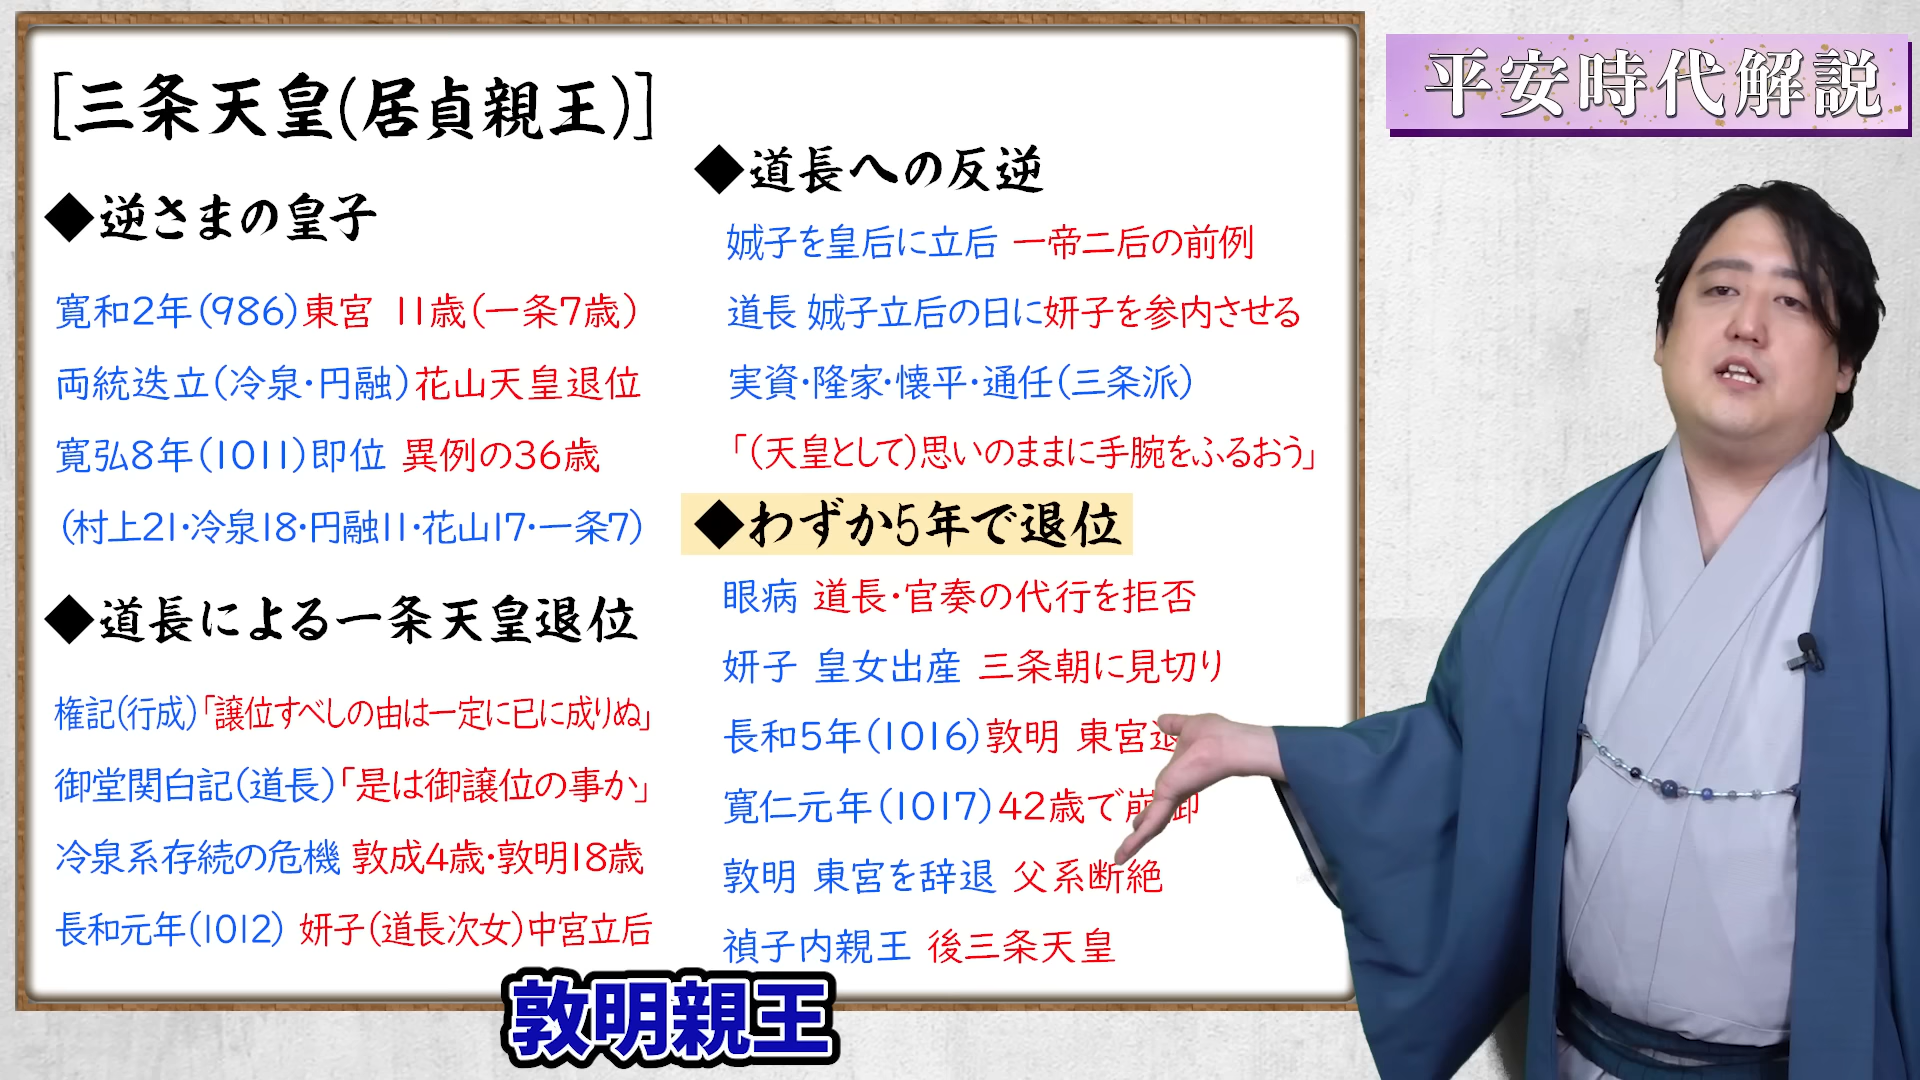 [三条天皇(居貞親王)]
◆逆さまの皇子
寛和2年(986)東宮 11歳(一条7歳)
両統迭立(冷泉・円融)花山天皇退位
寛弘8年(1011)即位 異例の36歳
(村上21・冷泉18・円融11・花山17・一条7)
◆道長による一条天皇退位
権記(行成)「譲位すべしの由は一定に已に成りぬ」
御堂関白記(道長)「是は御譲位の事か」
冷泉系存続の危機 敦成4歳・敦明18歳
長和元年(1012) 妍子(道長次女)中宮立后
◆道長への反逆
娍子を皇后に立后 一帝二后の前例
道長 娍子立后の日に妍子を参内させる
実資・隆家・懐平・通任(三条派)
「(天皇として)思いのままに手腕をふるおう」
◆わずか5年で退位
眼病 道長・官奏の代行を拒否
妍子 皇女出産 三条朝に見切り
長和5年(1016)敦明 東宮
寛仁元年(1017)42歳で崩御
敦明 東宮を辞退 父系断絶
禎子内親王 後三条天皇
平安時代解説
敦明親王